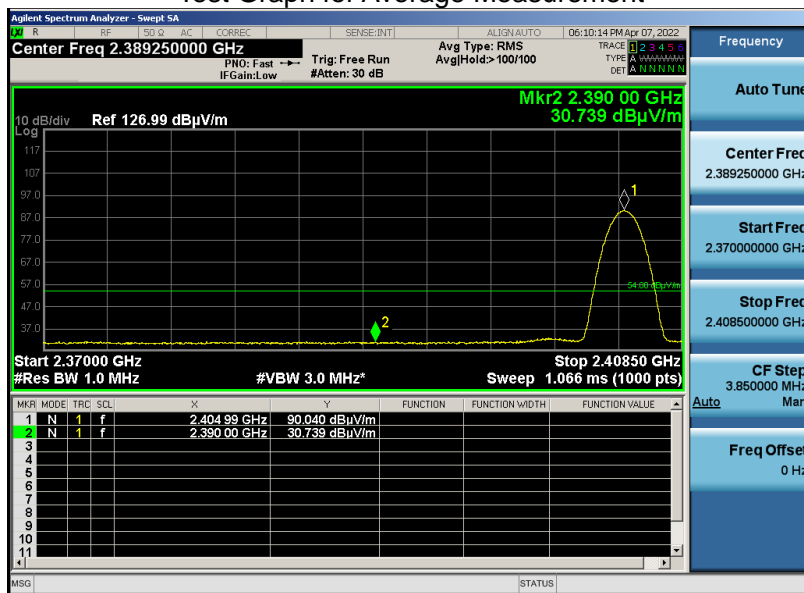 Test Graph for Average Measurement
Agilent Spectrum Analyzer - Swept SA
LXI R RF 50 Ω AC CORREC SENSE:INT ALIGN AUTO 06:10:14 PM Apr 07, 2022
Center Freq 2.389250000 GHz Avg Type: RMS TRACE 1 2 3 4 5 6
PNO: Fast Trig: Free Run Avg|Hold:>100/100 TYPE A WWWWW
IFGain:Low #Atten: 30 dB DET A N N N N N
Mkr2 2.390 00 GHz
10 dB/div Ref 126.99 dBµV/m 30.739 dBµV/m
Log
117
107
97.0
1
87.0
77.0
67.0
57.0
54.00 dBµV/m
47.0
37.0
2
Start 2.37000 GHz Stop 2.40850 GHz
#Res BW 1.0 MHz #VBW 3.0 MHz* Sweep 1.066 ms (1000 pts)
MKR MODE TRC SCL X Y FUNCTION FUNCTION WIDTH FUNCTION VALUE
1 N 1 f 2.404 99 GHz 90.040 dBµV/m
2 N 1 f 2.390 00 GHz 30.739 dBµV/m
3
4
5
6
7
8
9
10
11
MSG STATUS
Frequency
Auto Tune
Center Freq
2.389250000 GHz
Start Freq
2.370000000 GHz
Stop Freq
2.408500000 GHz
CF Step
3.850000 MHz
Auto Man
Freq Offset
0 Hz